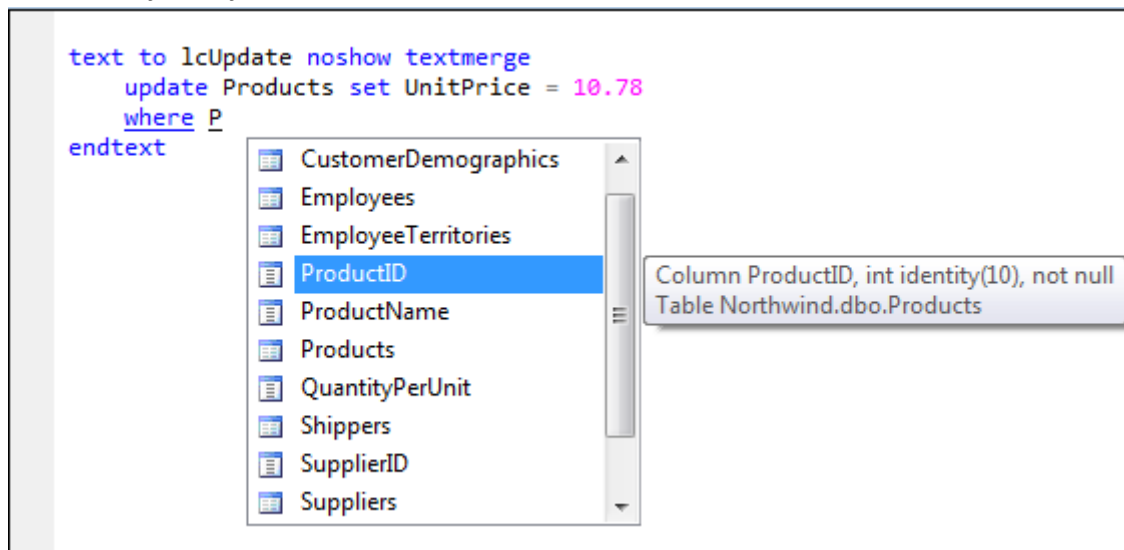 text to lcUpdate noshow textmerge
update Products set UnitPrice = 10.78
where P
endtext
CustomerDemographics
Employees
EmployeeTerritories
ProductID
ProductName
Products
QuantityPerUnit
Shippers
SupplierID
Suppliers
Column ProductID, int identity(10), not null
Table Northwind.dbo.Products